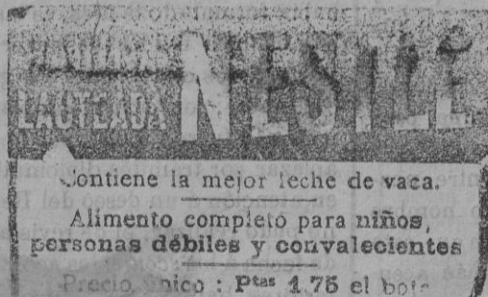 HARINA
LACTEADA NESTLÉ
Contiene la mejor leche de vaca.
Alimento completo para niños,
personas débiles y convalecientes
Precio único : Ptas 1.75 el bote